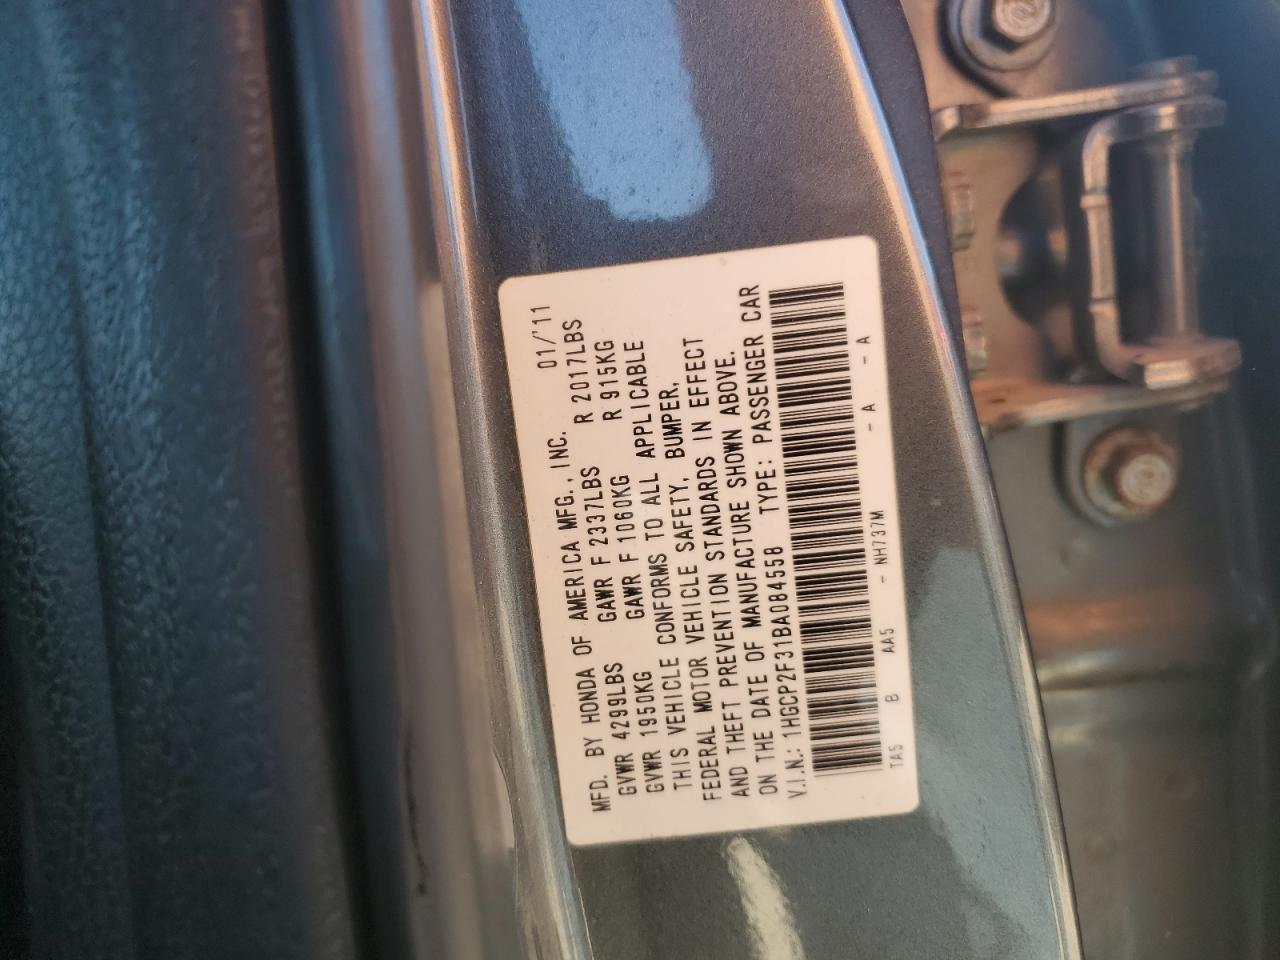 MFD. BY HONDA OF AMERICA MFG., INC. 01/'11
GVWR 4299LBS GAWR F 2337LBS R 2017LBS
GVWR 1950KG GAWR F 1060KG R 915KG
THIS VEHICLE CONFORMS TO ALL APPLICABLE
FEDERAL MOTOR VEHICLE SAFETY, BUMPER,
AND THEFT PREVENTION STANDARDS IN EFFECT
ON THE DATE OF MANUFACTURE SHOWN ABOVE.
V.I.N.: 1HGCP2F31BA084558 TYPE: PASSENGER CAR
B AA5 - NH737M - A - A
TA5